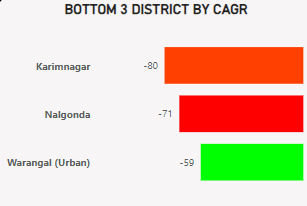 BOTTOM 3 DISTRICT BY CAGR
Karimnagar -80
Nalgonda -71
Warangal (Urban) -59